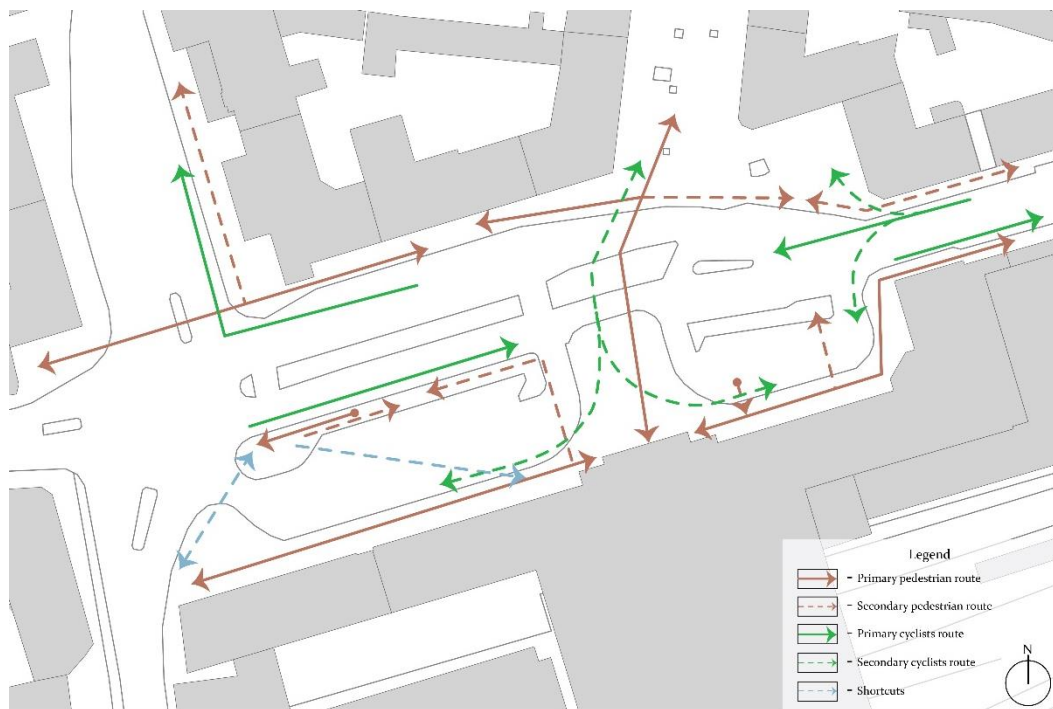 Legend
- Primary pedestrian route
- Secondary pedestrian route
- Primary cyclists route
- Secondary cyclists route
- Shortcuts
N